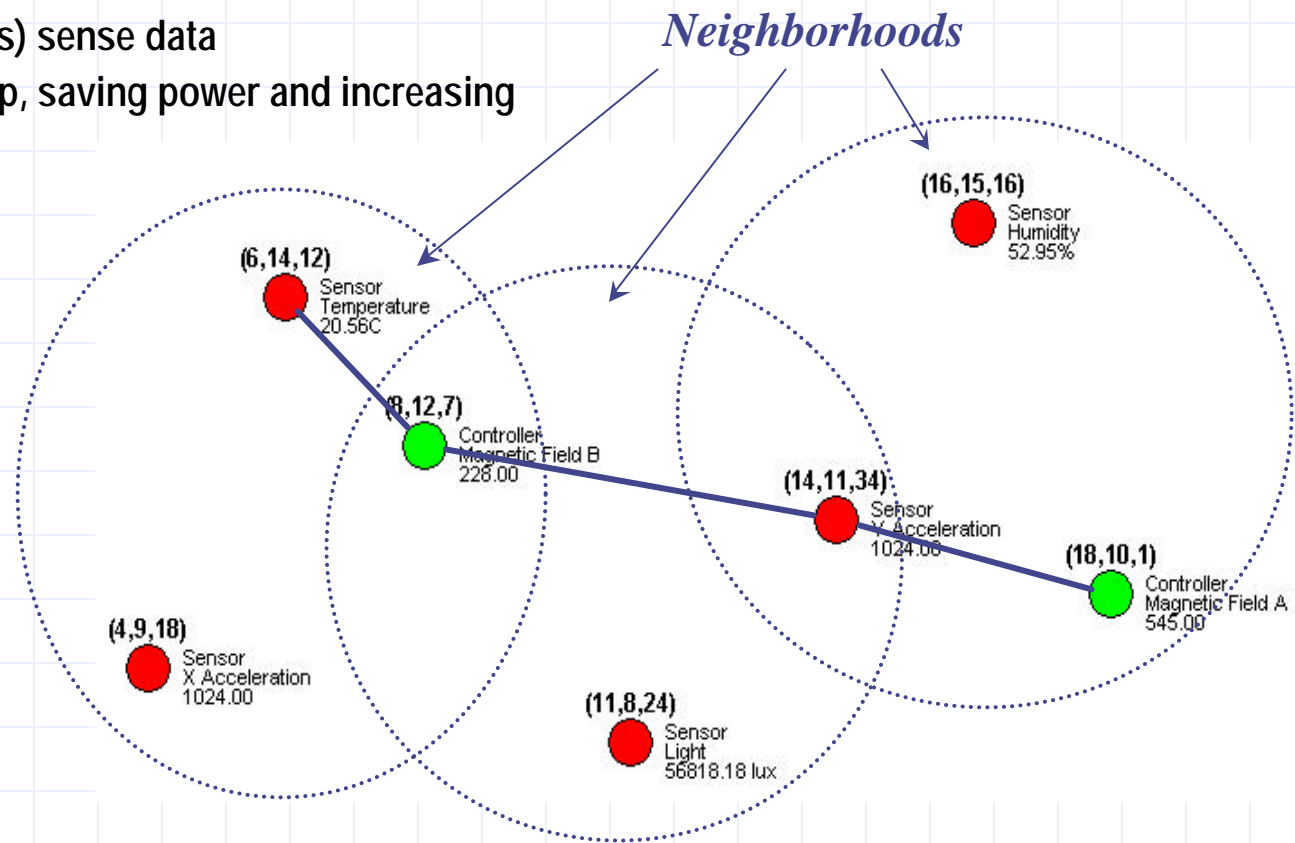 s) sense data
p, saving power and increasing
Neighborhoods
(16,15,16)
Sensor
Humidity
52.95%
(6,14,12)
Sensor
Temperature
20.56C
(8,12,7)
Controller
Magnetic Field B
228.00
(14,11,34)
Sensor
Y Acceleration
1024.00
(18,10,1)
Controller
Magnetic Field A
545.00
(4,9,18)
Sensor
X Acceleration
1024.00
(11,8,24)
Sensor
Light
56818.18 lux